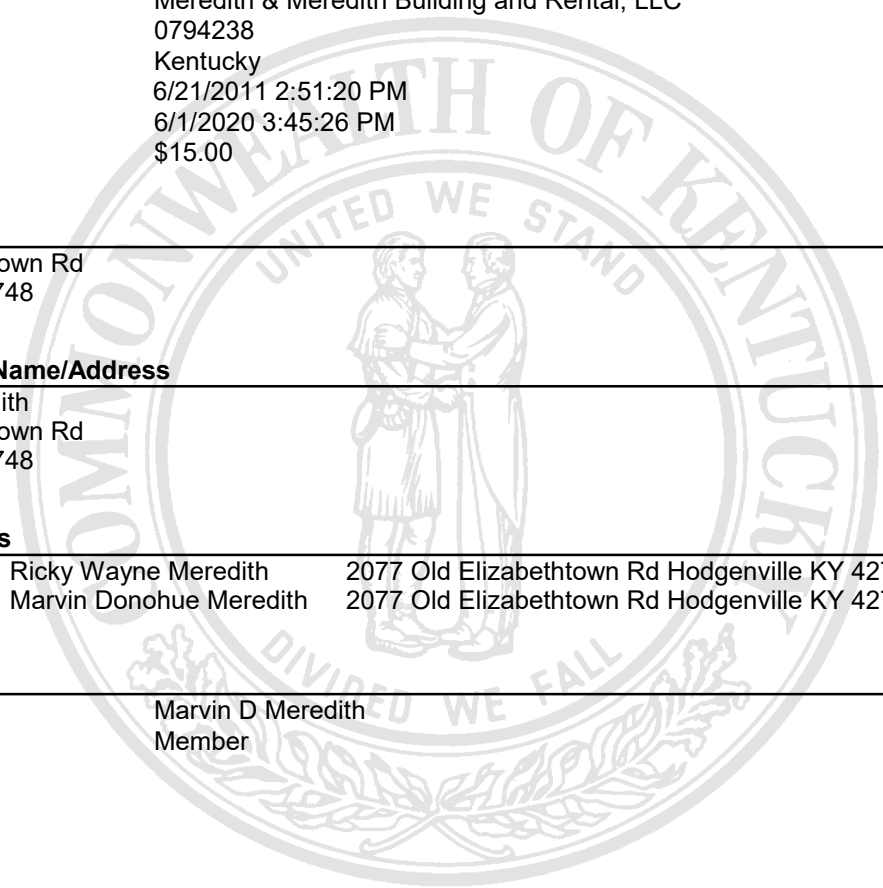 Meredith & Meredith Building and Rental, LLC
0794238
Kentucky
6/21/2011 2:51:20 PM
6/1/2020 3:45:26 PM
$15.00
COMMONWEALTH OF KENTUCKY
UNITED WE STAND
own Rd
748
Name/Address
ith
own Rd
748
s
Ricky Wayne Meredith 2077 Old Elizabethtown Rd Hodgenville KY 427
Marvin Donohue Meredith 2077 Old Elizabethtown Rd Hodgenville KY 427
DIVIDED WE FALL
Marvin D Meredith
Member